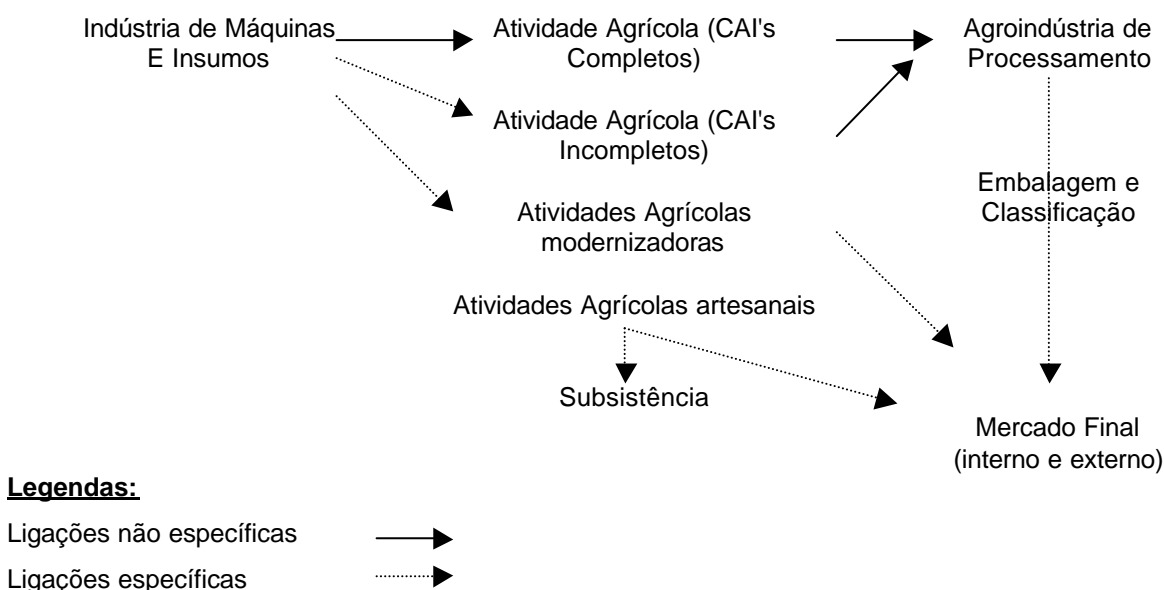 Indústria de Máquinas
E Insumos
Atividade Agrícola (CAI's
Completos)
Agroindústria de
Processamento
Atividade Agrícola (CAI's
Incompletos)
Embalagem e
Classificação
Atividades Agrícolas
modernizadoras
Atividades Agrícolas artesanais
Subsistência
Mercado Final
(interno e externo)
Legendas:
Ligações não específicas
Ligações específicas